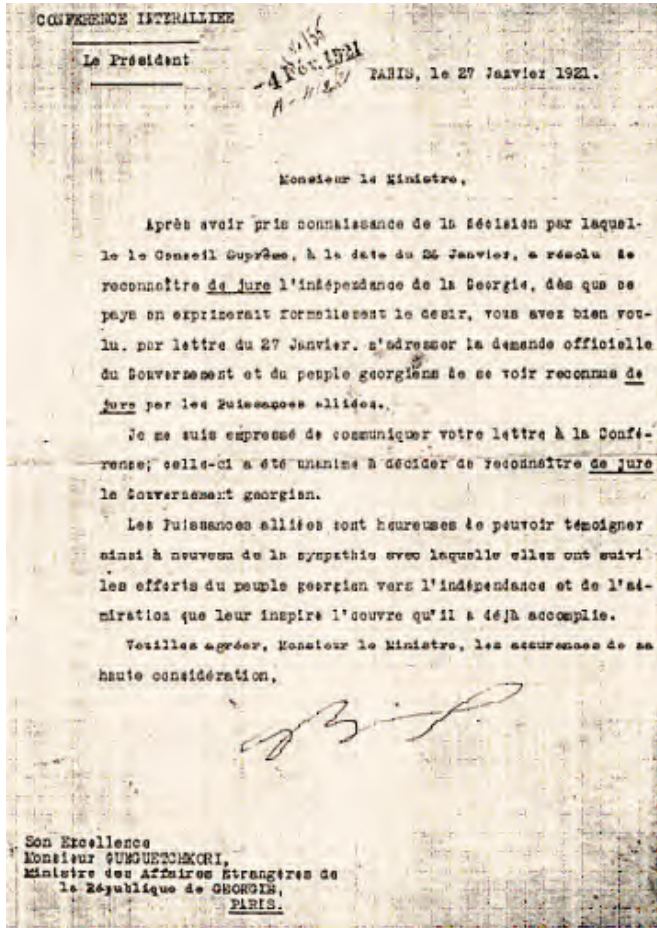 CONFERENCE INTERALLIEE
Le Président
-4 Fév. 1921
PARIS, le 27 Janvier 1921.
Monsieur le Ministre,
Après avoir pris connaissance de la décision par laquel-
le le Conseil Suprême, à la date du 26 Janvier, a résolu de
reconnaître de jure l'indépendance de la Georgie, dès que ce
pays en exprimerait formellement le desir, vous avez bien vou-
lu, par lettre du 27 Janvier, m'adresser la demande officielle
du Gouvernement et du peuple georgiens de se voir reconnus de
jure par les Puissances alliées.
Je me suis empressé de communiquer votre lettre à la Confé-
rence; celle-ci a été unanime à décider de reconnaître de jure
le Gouvernement georgien.
Les Puissances alliées sont heureuses de pouvoir témoigner
ainsi à nouveau de la sympathie avec laquelle elles ont suivi
les efforts du peuple georgien vers l'indépendance et de l'ad-
miration que leur inspire l'œuvre qu'il a déjà accomplie.
Veuillez agréer, Monsieur le Ministre, les assurances de ma
haute considération,
Son Excellence
Monsieur GUEGUETCHKORI,
Ministre des Affaires Etrangères de
la République de GEORGIE,
PARIS.